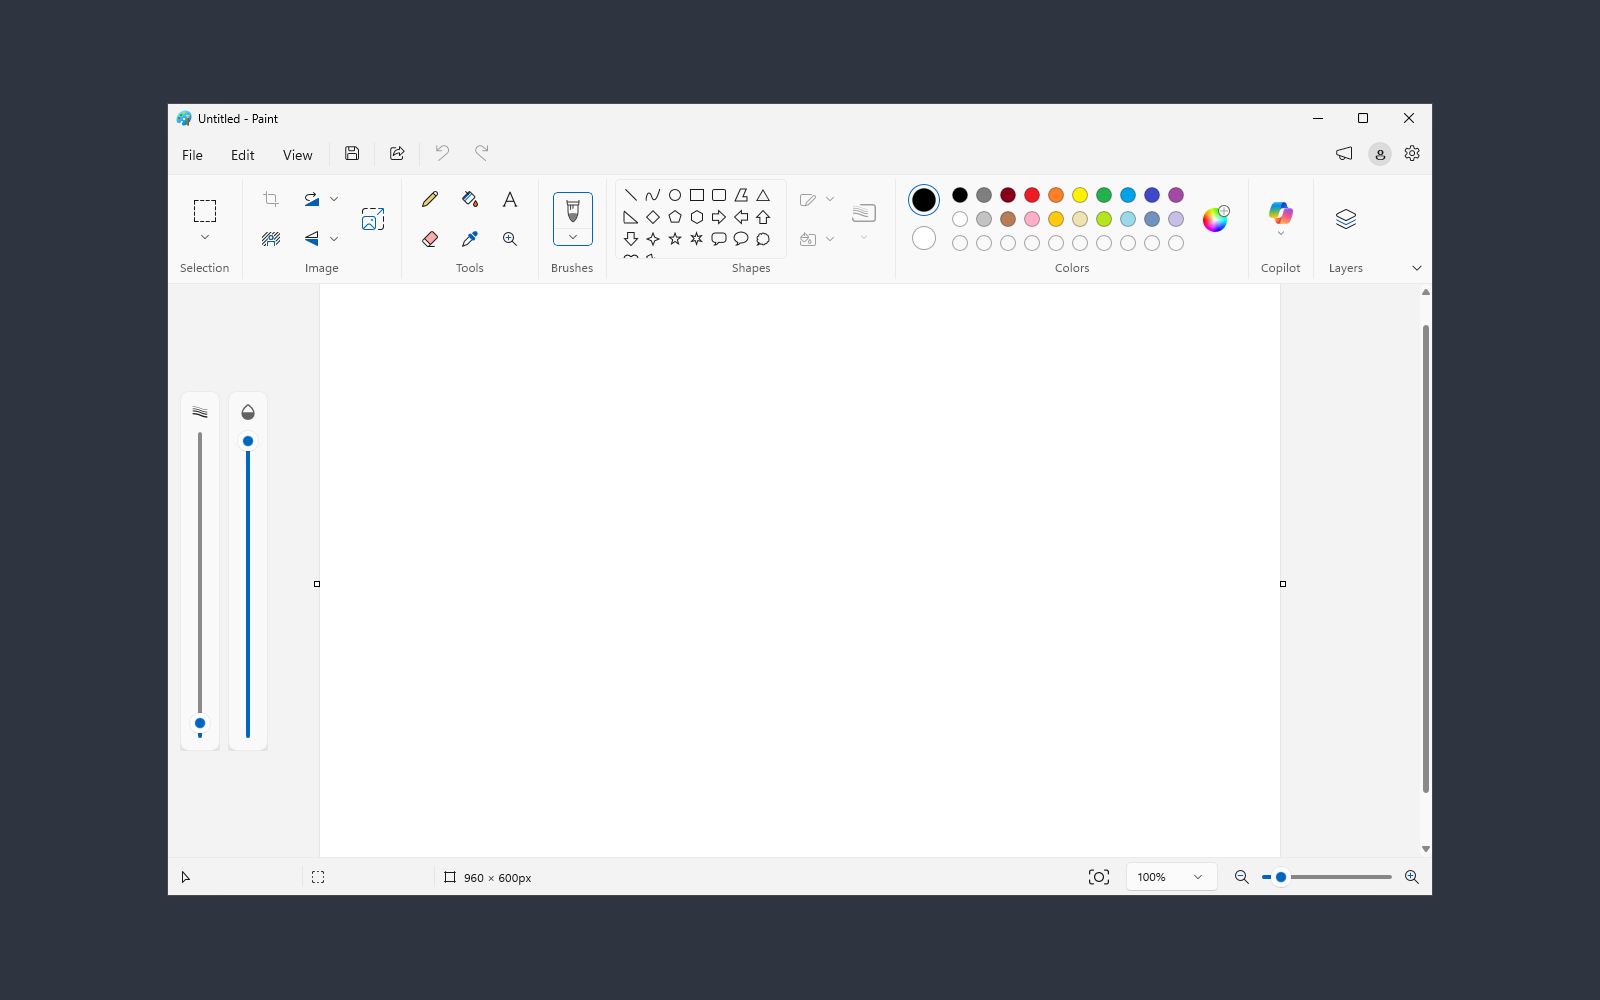 Untitled - Paint
File Edit View
Selection Image Tools Brushes Shapes Colors Copilot Layers
960 × 600px 100%